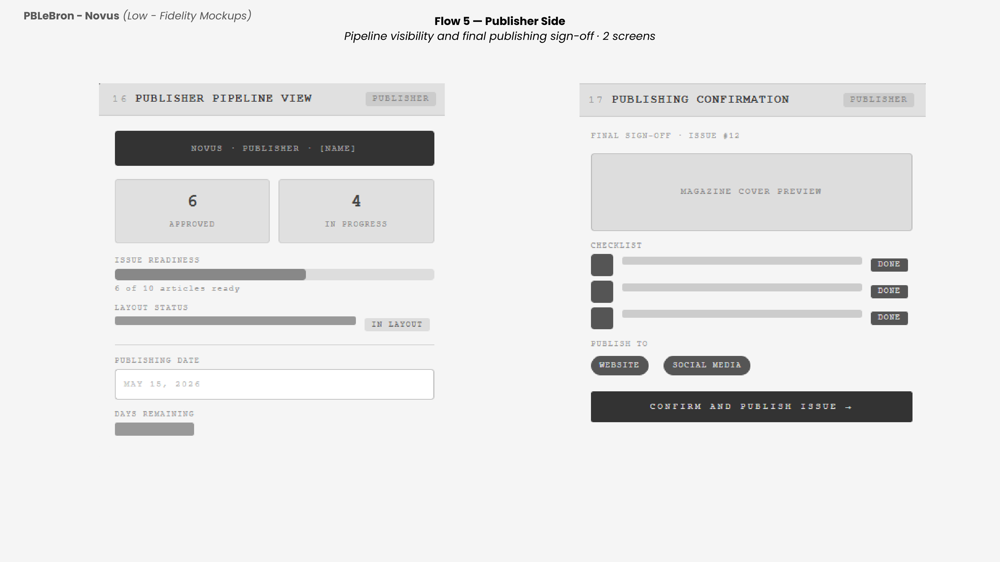 PBLeBron - Novus (Low - Fidelity Mockups)
Flow 5 — Publisher Side
Pipeline visibility and final publishing sign-off · 2 screens
16 PUBLISHER PIPELINE VIEW PUBLISHER
NOVUS · PUBLISHER · [NAME]
6
APPROVED
4
IN PROGRESS
ISSUE READINESS
6 of 10 articles ready
LAYOUT STATUS
IN LAYOUT
PUBLISHING DATE
MAY 15, 2026
DAYS REMAINING
17 PUBLISHING CONFIRMATION PUBLISHER
FINAL SIGN-OFF · ISSUE #12
MAGAZINE COVER PREVIEW
CHECKLIST
DONE
DONE
DONE
PUBLISH TO
WEBSITE SOCIAL MEDIA
CONFIRM AND PUBLISH ISSUE →